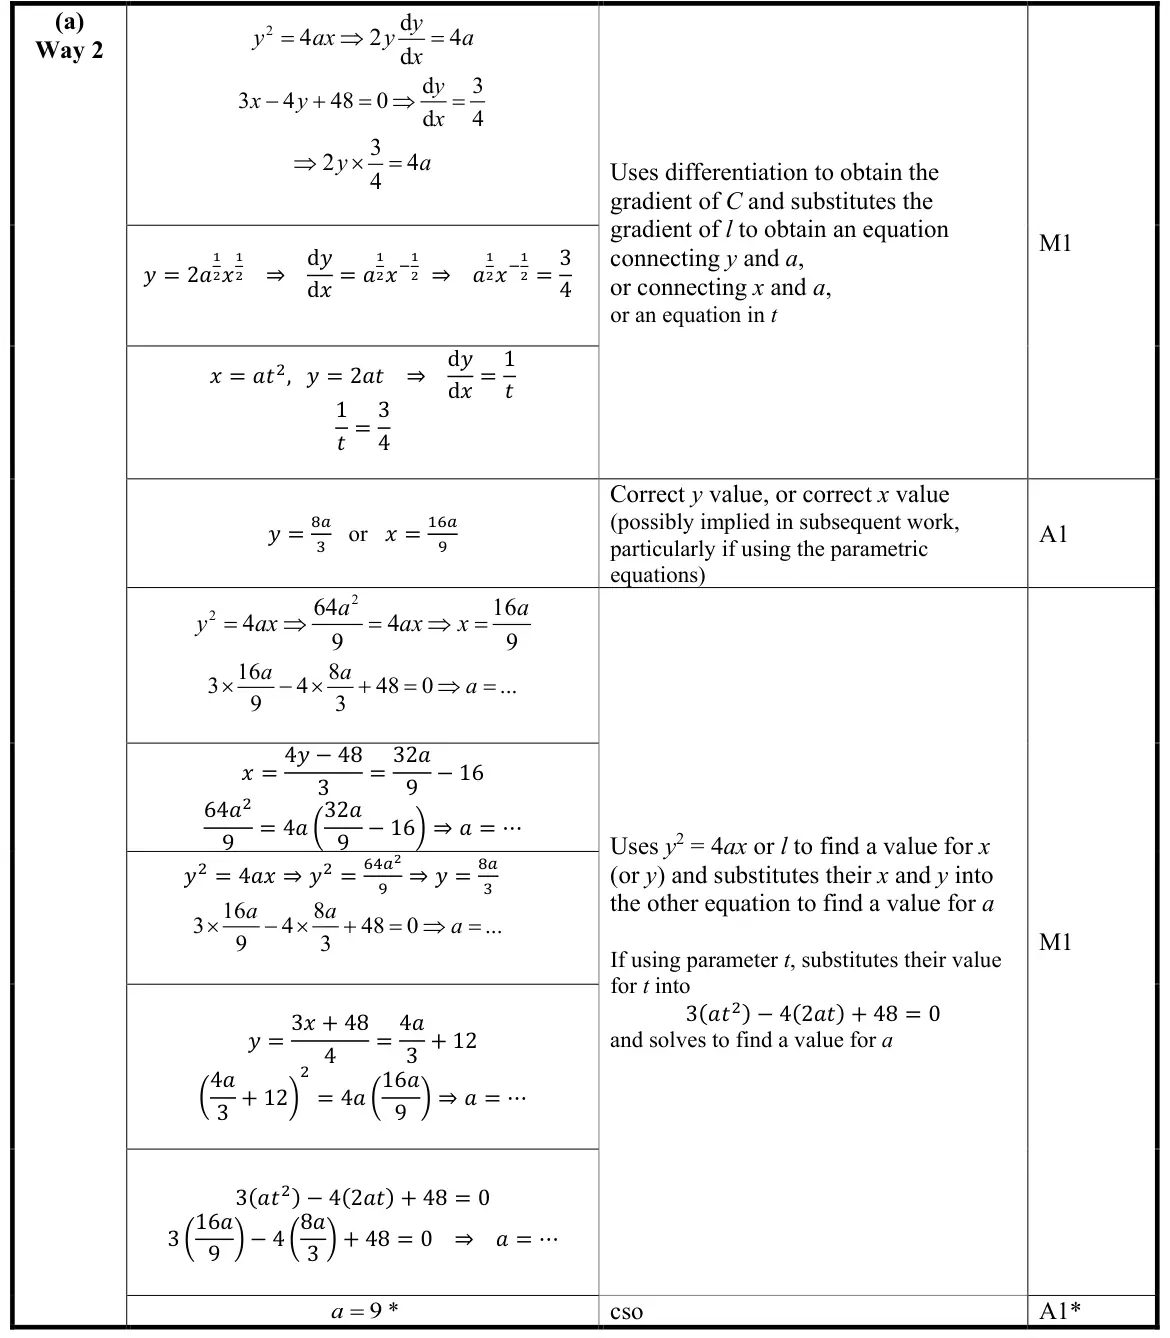 (a)
Way 2
y² = 4ax ⇒ 2y dy/dx = 4a
3x − 4y + 48 = 0 ⇒ dy/dx = 3/4
⇒ 2y × 3/4 = 4a
y = 2a^(1/2)x^(1/2) ⇒ dy/dx = a^(1/2)x^(−1/2) ⇒ a^(1/2)x^(−1/2) = 3/4
x = at², y = 2at ⇒ dy/dx = 1/t
1/t = 3/4
Uses differentiation to obtain the
gradient of C and substitutes the
gradient of l to obtain an equation
connecting y and a,
or connecting x and a,
or an equation in t
M1
y = 8a/3 or x = 16a/9
Correct y value, or correct x value
(possibly implied in subsequent work,
particularly if using the parametric
equations)
A1
y² = 4ax ⇒ 64a²/9 = 4ax ⇒ x = 16a/9
3 × 16a/9 − 4 × 8a/3 + 48 = 0 ⇒ a = ...
x = (4y − 48)/3 = 32a/9 − 16
64a²/9 = 4a(32a/9 − 16) ⇒ a = ⋯
y² = 4ax ⇒ y² = 64a²/9 ⇒ y = 8a/3
3 × 16a/9 − 4 × 8a/3 + 48 = 0 ⇒ a = ...
y = (3x + 48)/4 = 4a/3 + 12
(4a/3 + 12)² = 4a(16a/9) ⇒ a = ⋯
3(at²) − 4(2at) + 48 = 0
3(16a/9) − 4(8a/3) + 48 = 0 ⇒ a = ⋯
Uses y² = 4ax or l to find a value for x
(or y) and substitutes their x and y into
the other equation to find a value for a
If using parameter t, substitutes their value
for t into
3(at²) − 4(2at) + 48 = 0
and solves to find a value for a
M1
a = 9 *
cso
A1*